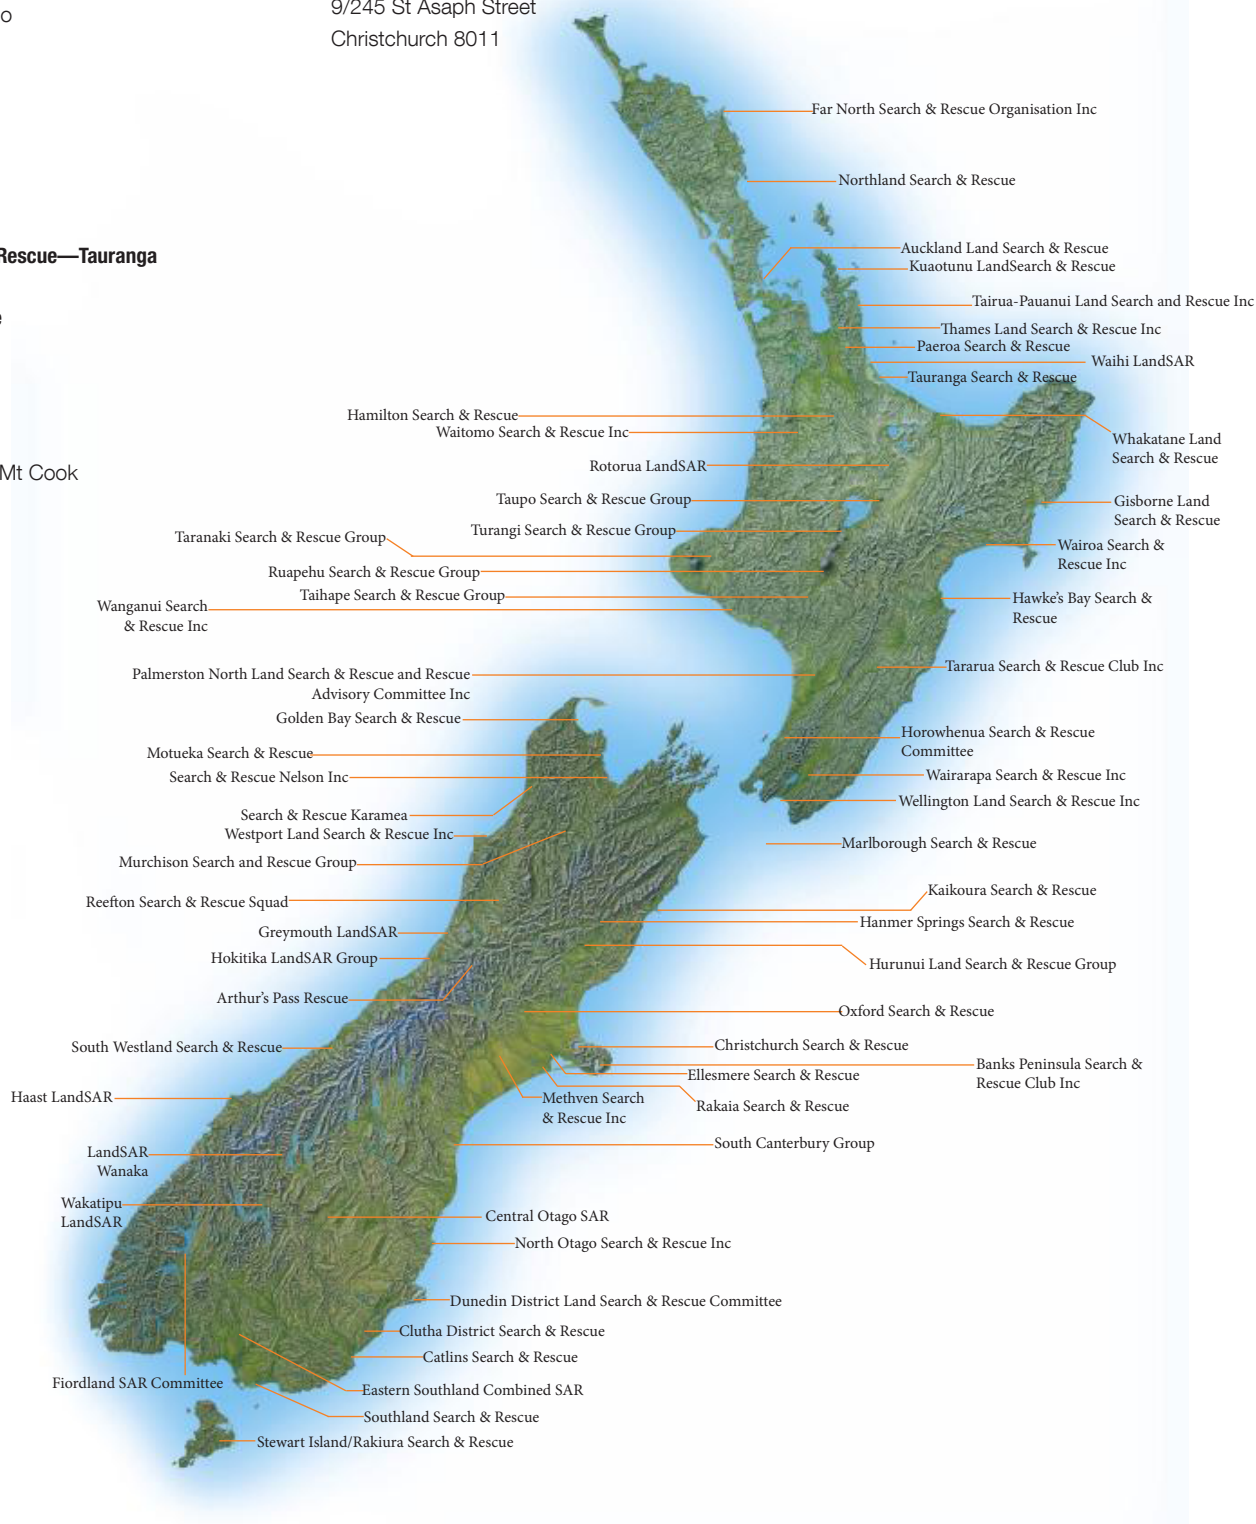 o
9/245 St Asaph Street
Christchurch 8011
Far North Search & Rescue Organisation Inc
Northland Search & Rescue
Rescue—Tauranga
Auckland Land Search & Rescue
Kuaotunu LandSearch & Rescue
Tairua-Pauanui Land Search and Rescue Inc
e
Thames Land Search & Rescue Inc
Paeroa Search & Rescue
Waihi LandSAR
Tauranga Search & Rescue
Hamilton Search & Rescue
Waitomo Search & Rescue Inc
Whakatane Land
Search & Rescue
Rotorua LandSAR
Mt Cook
Taupo Search & Rescue Group
Gisborne Land
Search & Rescue
Turangi Search & Rescue Group
Taranaki Search & Rescue Group
Wairoa Search &
Rescue Inc
Ruapehu Search & Rescue Group
Taihape Search & Rescue Group
Wanganui Search
& Rescue Inc
Hawke's Bay Search &
Rescue
Tararua Search & Rescue Club Inc
Palmerston North Land Search & Rescue and Rescue
Advisory Committee Inc
Golden Bay Search & Rescue
Horowhenua Search & Rescue
Committee
Motueka Search & Rescue
Search & Rescue Nelson Inc
Wairarapa Search & Rescue Inc
Wellington Land Search & Rescue Inc
Search & Rescue Karamea
Westport Land Search & Rescue Inc
Marlborough Search & Rescue
Murchison Search and Rescue Group
Kaikoura Search & Rescue
Reefton Search & Rescue Squad
Hanmer Springs Search & Rescue
Greymouth LandSAR
Hokitika LandSAR Group
Hurunui Land Search & Rescue Group
Arthur's Pass Rescue
Oxford Search & Rescue
South Westland Search & Rescue
Christchurch Search & Rescue
Banks Peninsula Search &
Rescue Club Inc
Ellesmere Search & Rescue
Haast LandSAR
Methven Search
& Rescue Inc
Rakaia Search & Rescue
South Canterbury Group
LandSAR
Wanaka
Wakatipu
LandSAR
Central Otago SAR
North Otago Search & Rescue Inc
Dunedin District Land Search & Rescue Committee
Clutha District Search & Rescue
Catlins Search & Rescue
Fiordland SAR Committee
Eastern Southland Combined SAR
Southland Search & Rescue
Stewart Island/Rakiura Search & Rescue